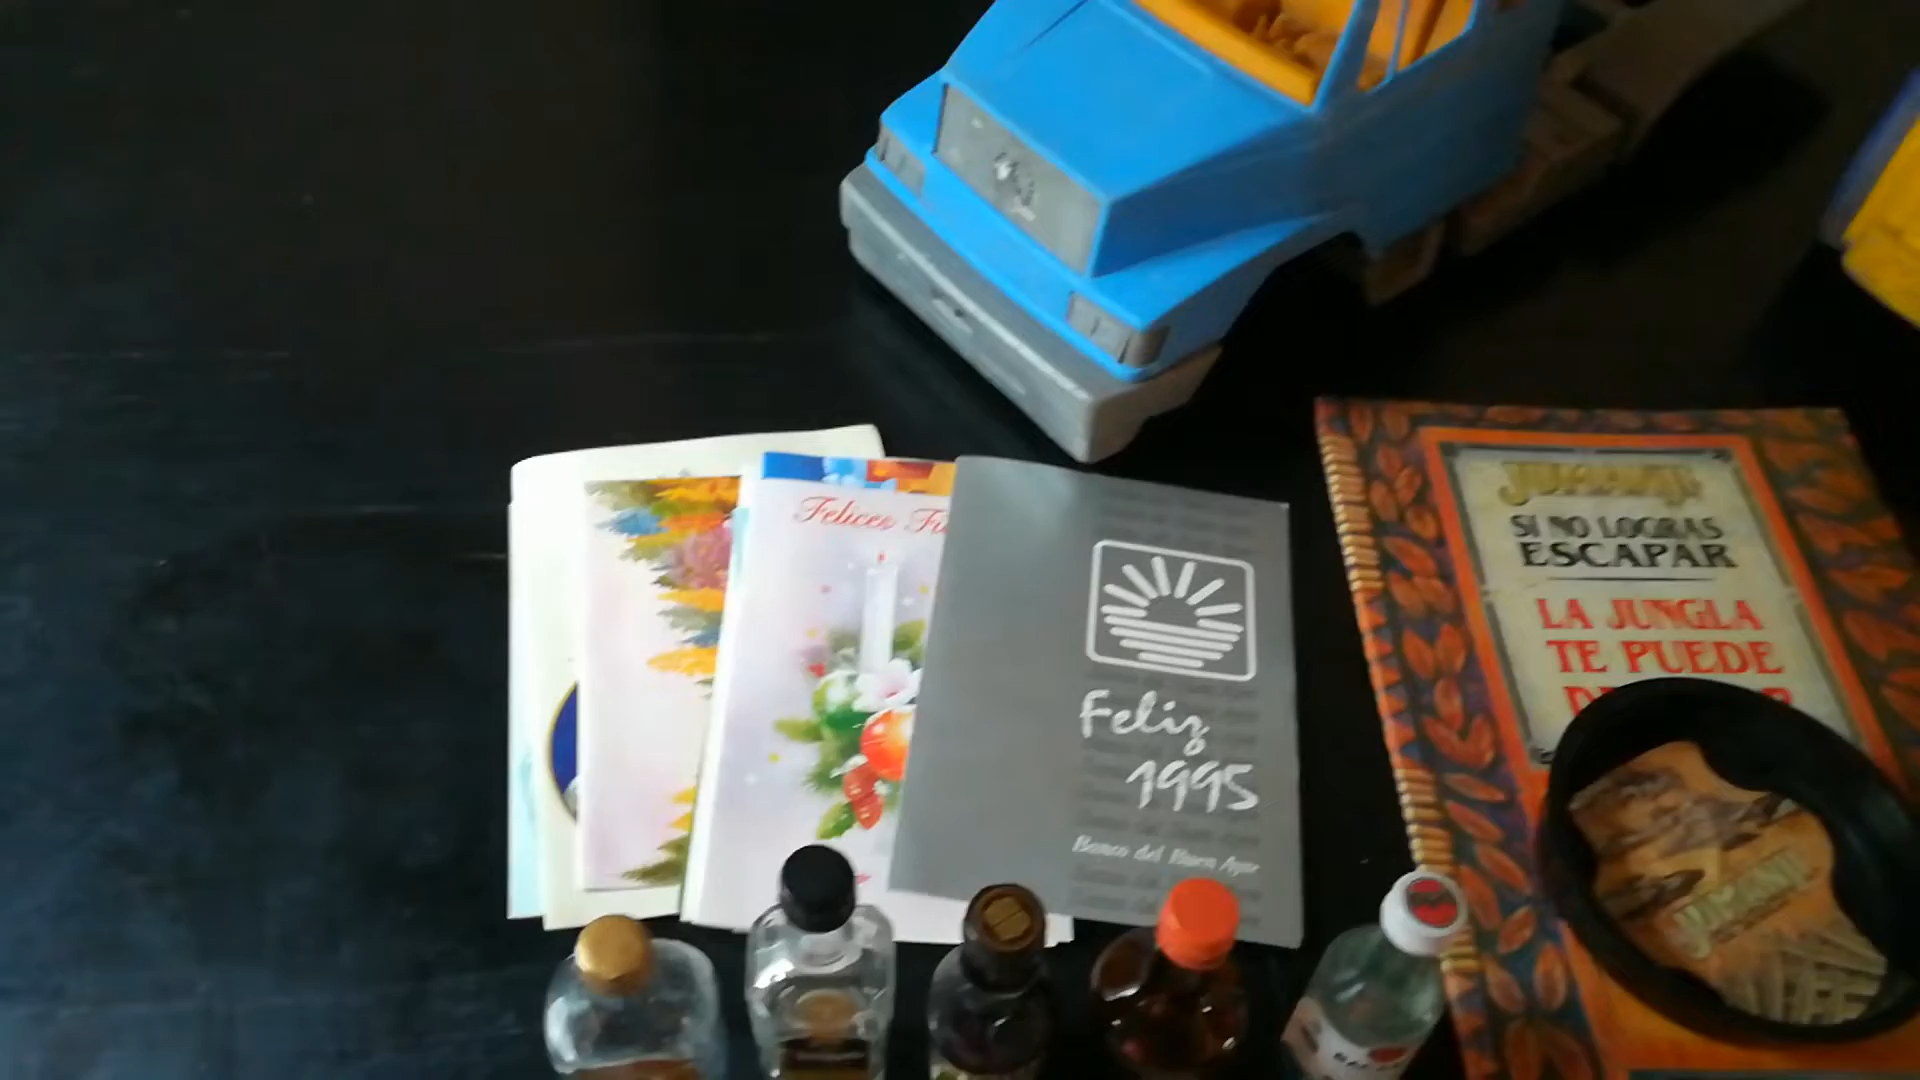 Felices
Feliz
1995
Banco del Buen Ayre
JUMANJI
SI NO LOGRAS
ESCAPAR
LA JUNGLA
TE PUEDE
JUMANJI